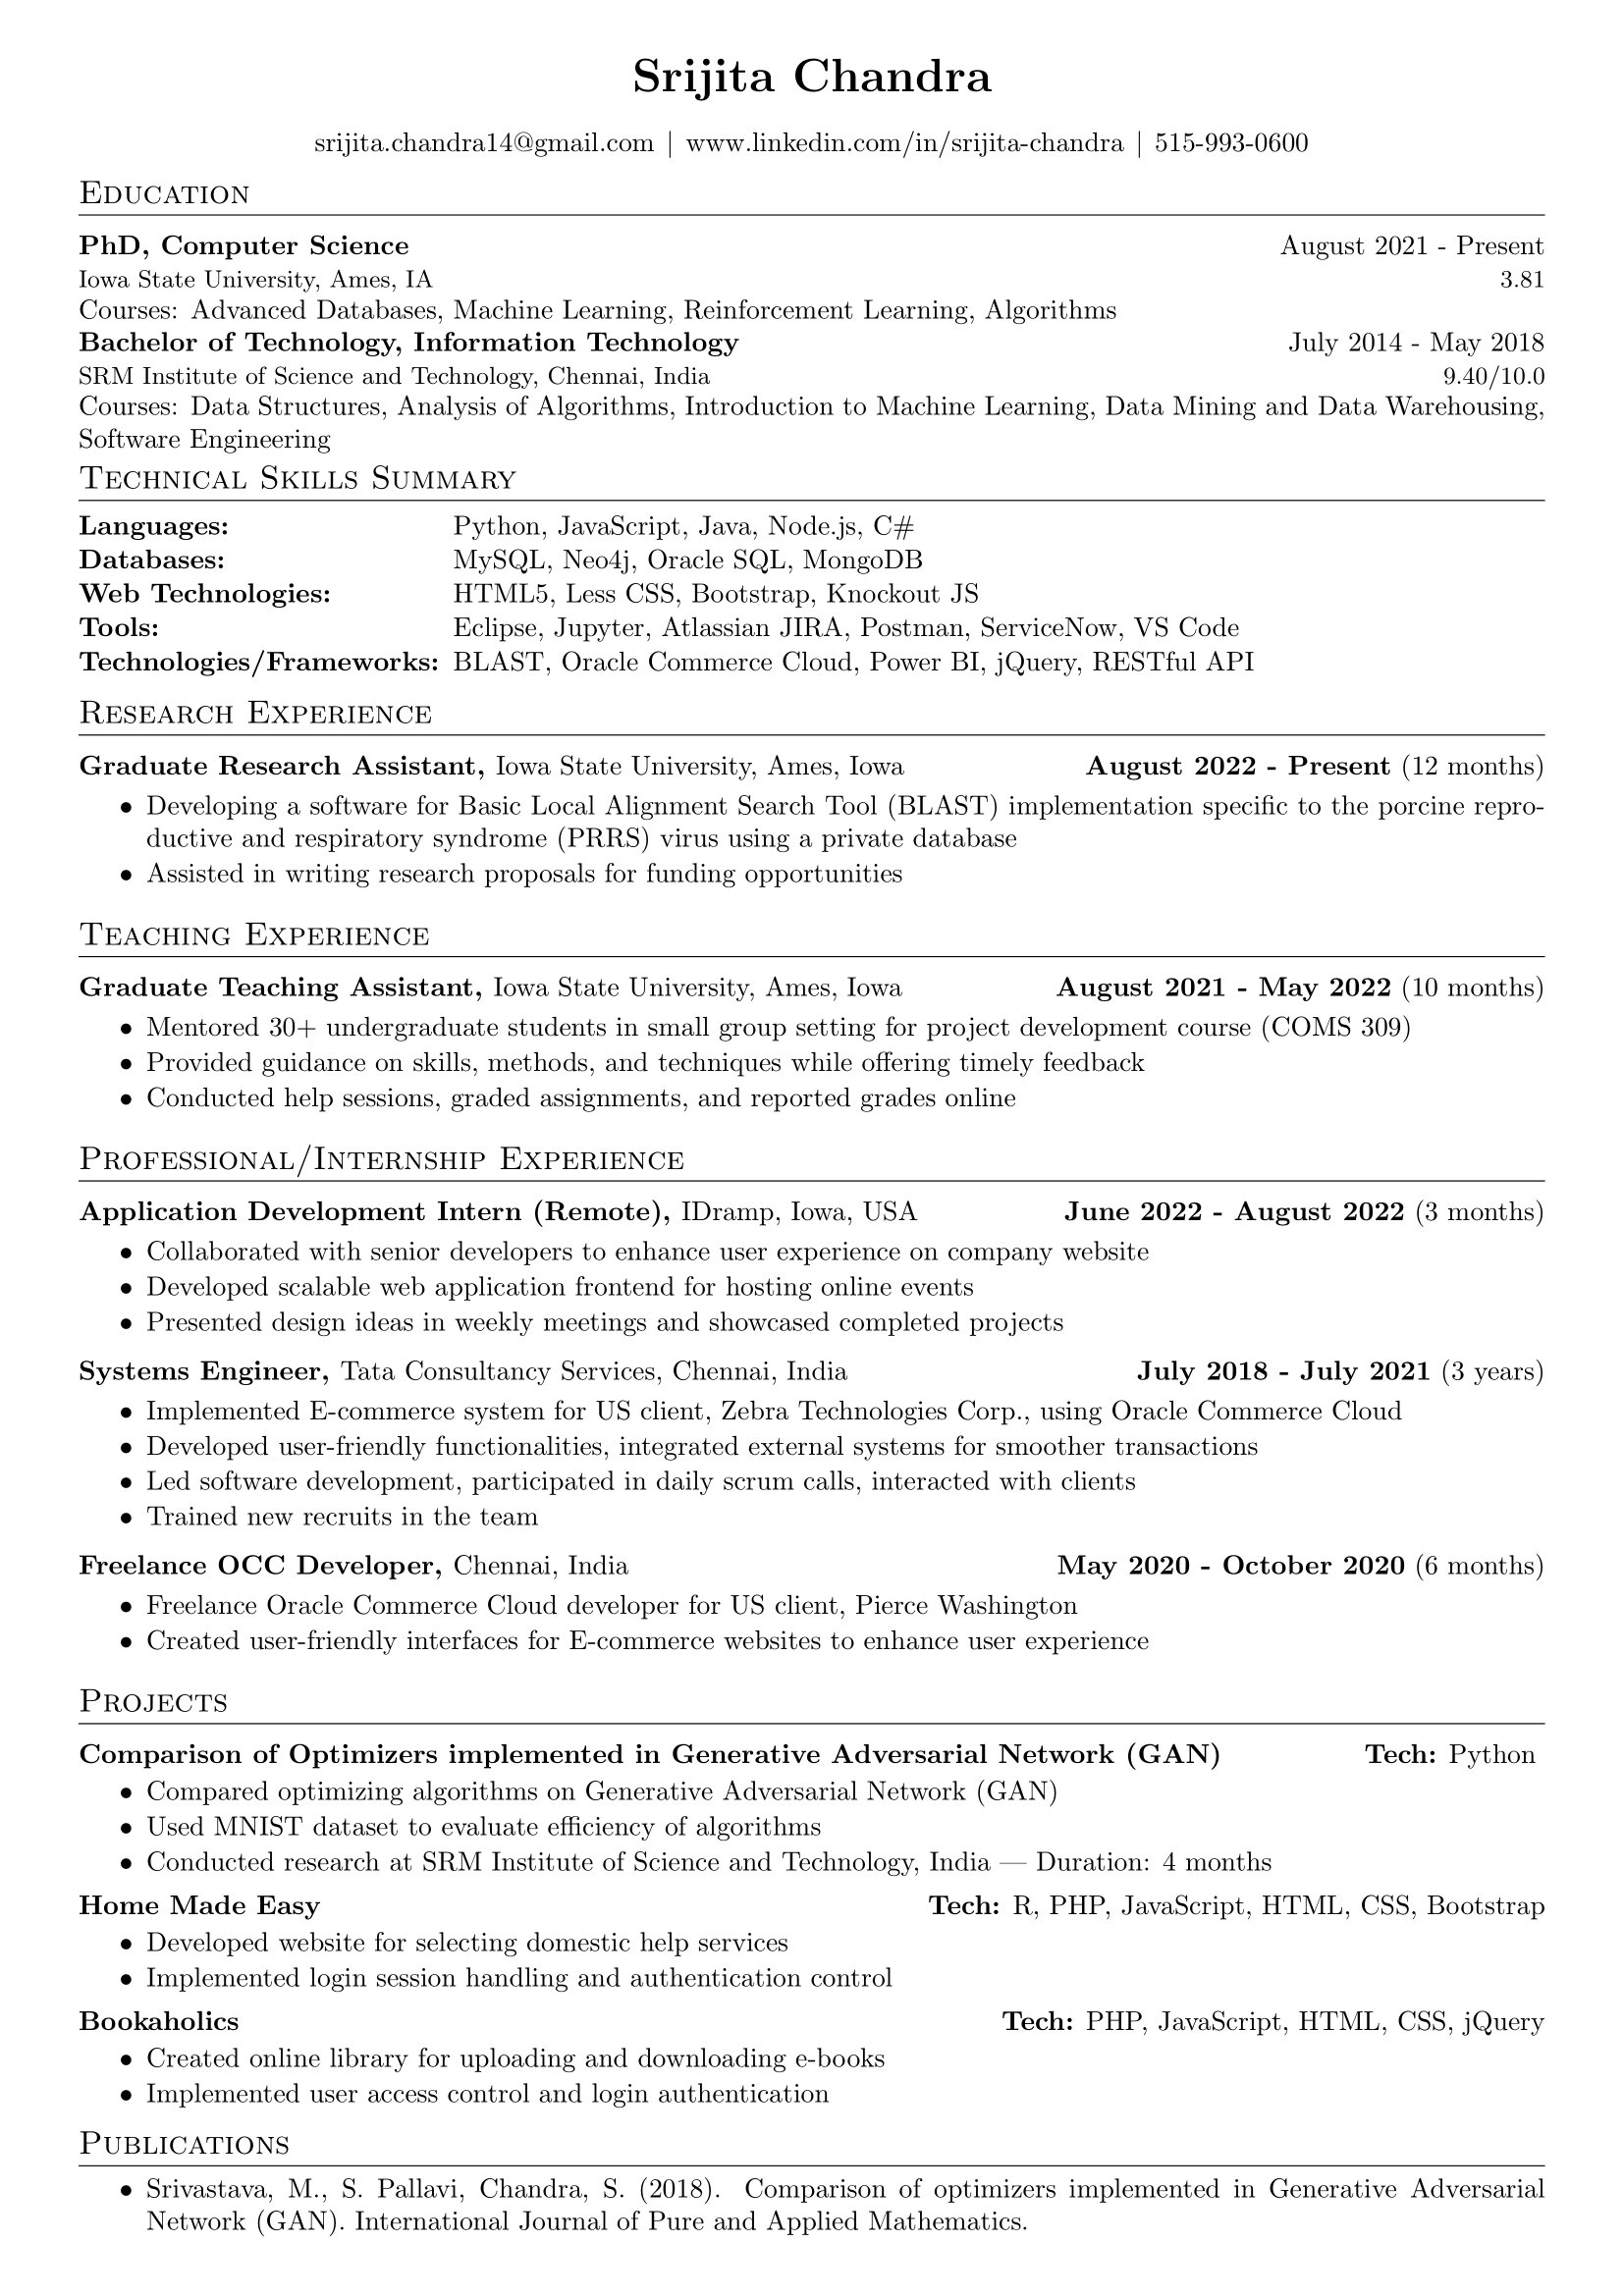 Srijita Chandra
srijita.chandra14@gmail.com | www.linkedin.com/in/srijita-chandra | 515-993-0600
Education
PhD, Computer Science August 2021 - Present
Iowa State University, Ames, IA 3.81
Courses: Advanced Databases, Machine Learning, Reinforcement Learning, Algorithms
Bachelor of Technology, Information Technology July 2014 - May 2018
SRM Institute of Science and Technology, Chennai, India 9.40/10.0
Courses: Data Structures, Analysis of Algorithms, Introduction to Machine Learning, Data Mining and Data Warehousing,
Software Engineering
Technical Skills Summary
Languages: Python, JavaScript, Java, Node.js, C#
Databases: MySQL, Neo4j, Oracle SQL, MongoDB
Web Technologies: HTML5, Less CSS, Bootstrap, Knockout JS
Tools: Eclipse, Jupyter, Atlassian JIRA, Postman, ServiceNow, VS Code
Technologies/Frameworks: BLAST, Oracle Commerce Cloud, Power BI, jQuery, RESTful API
Research Experience
Graduate Research Assistant, Iowa State University, Ames, Iowa August 2022 - Present (12 months)
• Developing a software for Basic Local Alignment Search Tool (BLAST) implementation specific to the porcine repro-
ductive and respiratory syndrome (PRRS) virus using a private database
• Assisted in writing research proposals for funding opportunities
Teaching Experience
Graduate Teaching Assistant, Iowa State University, Ames, Iowa August 2021 - May 2022 (10 months)
• Mentored 30+ undergraduate students in small group setting for project development course (COMS 309)
• Provided guidance on skills, methods, and techniques while offering timely feedback
• Conducted help sessions, graded assignments, and reported grades online
Professional/Internship Experience
Application Development Intern (Remote), IDramp, Iowa, USA June 2022 - August 2022 (3 months)
• Collaborated with senior developers to enhance user experience on company website
• Developed scalable web application frontend for hosting online events
• Presented design ideas in weekly meetings and showcased completed projects
Systems Engineer, Tata Consultancy Services, Chennai, India July 2018 - July 2021 (3 years)
• Implemented E-commerce system for US client, Zebra Technologies Corp., using Oracle Commerce Cloud
• Developed user-friendly functionalities, integrated external systems for smoother transactions
• Led software development, participated in daily scrum calls, interacted with clients
• Trained new recruits in the team
Freelance OCC Developer, Chennai, India May 2020 - October 2020 (6 months)
• Freelance Oracle Commerce Cloud developer for US client, Pierce Washington
• Created user-friendly interfaces for E-commerce websites to enhance user experience
Projects
Comparison of Optimizers implemented in Generative Adversarial Network (GAN) Tech: Python
• Compared optimizing algorithms on Generative Adversarial Network (GAN)
• Used MNIST dataset to evaluate efficiency of algorithms
• Conducted research at SRM Institute of Science and Technology, India — Duration: 4 months
Home Made Easy Tech: R, PHP, JavaScript, HTML, CSS, Bootstrap
• Developed website for selecting domestic help services
• Implemented login session handling and authentication control
Bookaholics Tech: PHP, JavaScript, HTML, CSS, jQuery
• Created online library for uploading and downloading e-books
• Implemented user access control and login authentication
Publications
• Srivastava, M., S. Pallavi, Chandra, S. (2018). Comparison of optimizers implemented in Generative Adversarial
Network (GAN). International Journal of Pure and Applied Mathematics.